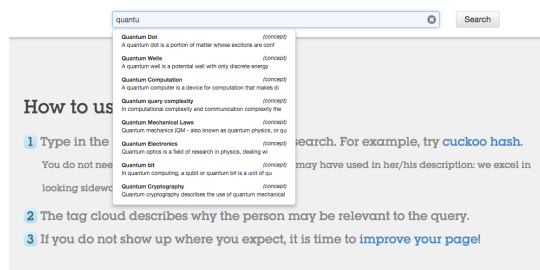 quantu
Search
Quantum Dot (concept)
A quantum dot is a portion of matter whose excitons are conf
Quantum Wells (concept)
A quantum well is a potential well with only discrete energy
Quantum Computation (concept)
A quantum computer is a device for computation that makes di
Quantum query complexity (concept)
In computational complexity and communication complexity the
Quantum Mechanical Laws (concept)
Quantum mechanics (QM - also known as quantum physics, or qu
Quantum Electronics (concept)
Quantum optics is a field of research in physics, dealing wi
Quantum bit (concept)
In quantum computing, a qubit or quantum bit is a unit of qu
Quantum Cryptography (concept)
Quantum cryptography describes the use of quantum mechanical
How to us
1 Type in the search. For example, try cuckoo hash.
You do not nee may have used in her/his description: we excel in
looking sidew
2 The tag cloud describes why the person may be relevant to the query.
3 If you do not show up where you expect, it is time to improve your page!